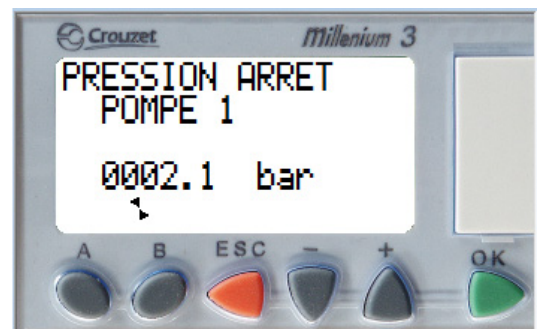 Crouzet Millenium 3
PRESSION ARRET
POMPE 1
0002.1 bar
A B ESC - + OK